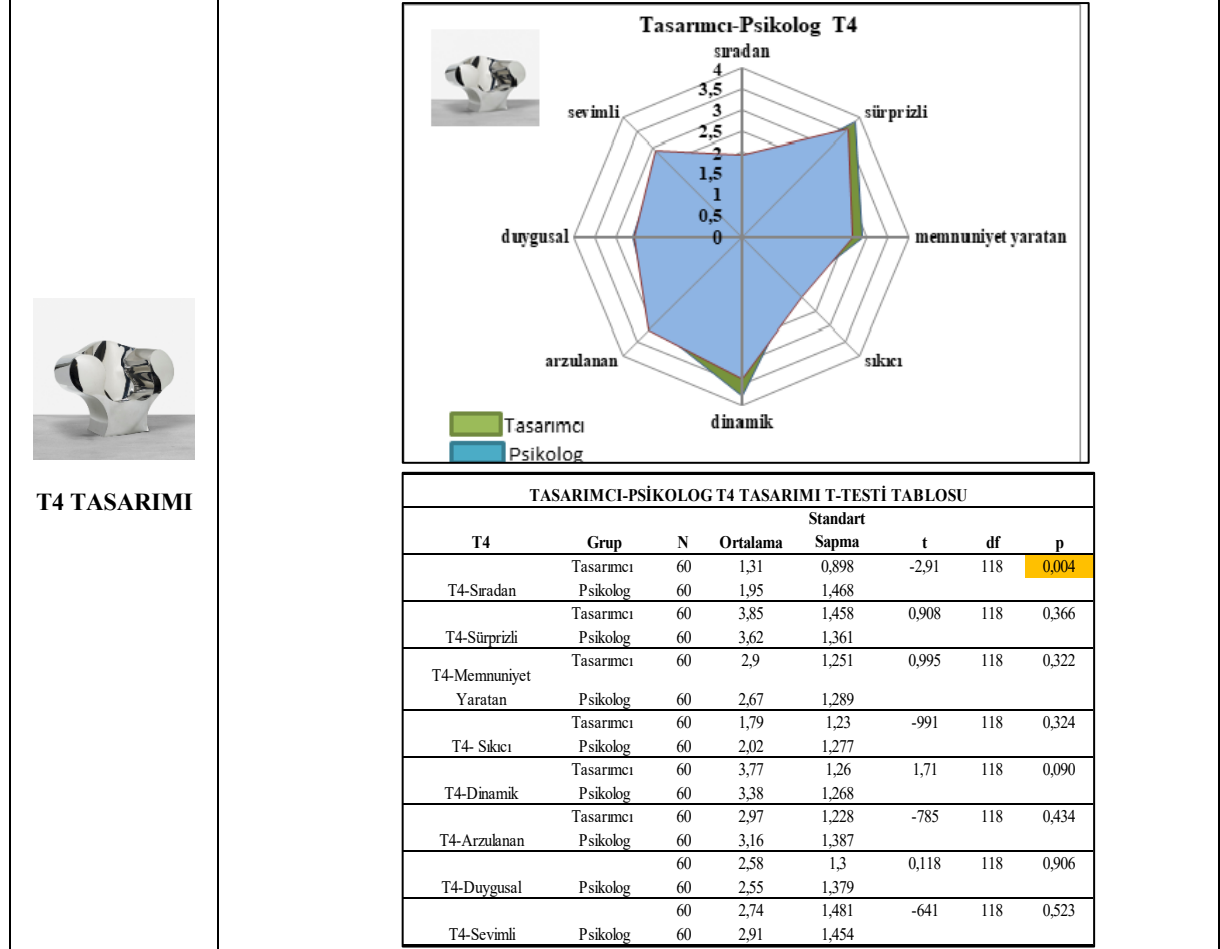 Tasarımcı-Psikolog T4
sıradan
4
3,5
3
2,5
2
1,5
1
0,5
0
sevimli
sürprizli
duygusal
memnuniyet yaratan
arzulanan
sıkıcı
dinamik
Tasarımcı
Psikolog
T4 TASARIMI
TASARIMCI-PSİKOLOG T4 TASARIMI T-TESTİ TABLOSU
T4 Grup N Ortalama Standart Sapma t df p
Tasarımcı 60 1,31 0,898 -2,91 118 0,004
T4-Sıradan Psikolog 60 1,95 1,468
Tasarımcı 60 3,85 1,458 0,908 118 0,366
T4-Sürprizli Psikolog 60 3,62 1,361
Tasarımcı 60 2,9 1,251 0,995 118 0,322
T4-Memnuniyet
Yaratan Psikolog 60 2,67 1,289
Tasarımcı 60 1,79 1,23 -991 118 0,324
T4- Sıkıcı Psikolog 60 2,02 1,277
Tasarımcı 60 3,77 1,26 1,71 118 0,090
T4-Dinamik Psikolog 60 3,38 1,268
Tasarımcı 60 2,97 1,228 -785 118 0,434
T4-Arzulanan Psikolog 60 3,16 1,387
60 2,58 1,3 0,118 118 0,906
T4-Duygusal Psikolog 60 2,55 1,379
60 2,74 1,481 -641 118 0,523
T4-Sevimli Psikolog 60 2,91 1,454